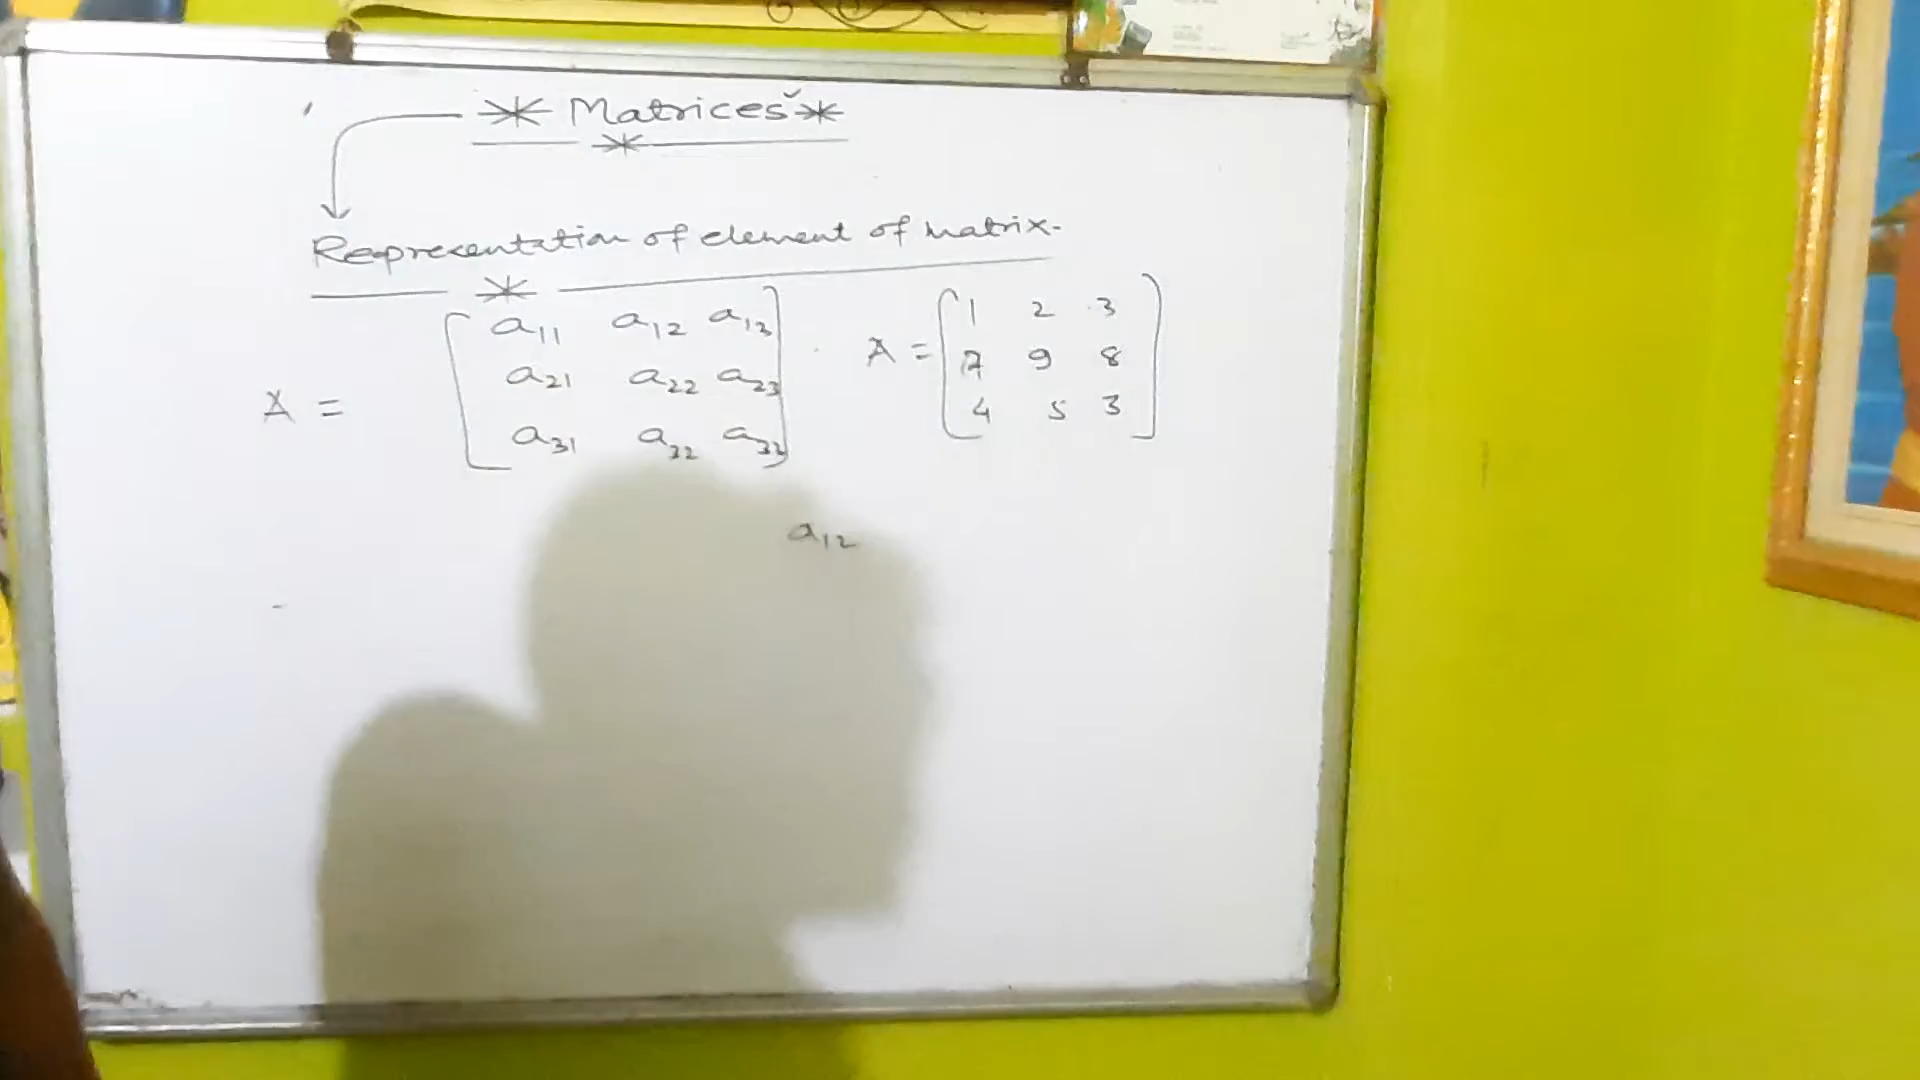 * Matrices *
Representation of element of matrix.
A = [ a11 a12 a13
a21 a22 a23
a31 a32 a33 ]
A = [ 1 2 3
7 9 8
4 5 3 ]
a12